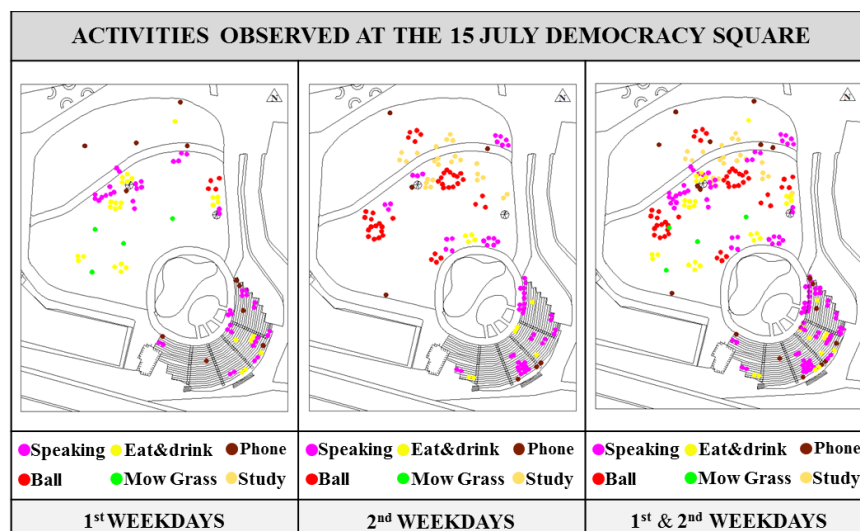 ACTIVITIES OBSERVED AT THE 15 JULY DEMOCRACY SQUARE
N
N
N
Speaking Eat&drink Phone
Ball Mow Grass Study
Speaking Eat&drink Phone
Ball Mow Grass Study
Speaking Eat&drink Phone
Ball Mow Grass Study
1st WEEKDAYS
2nd WEEKDAYS
1st & 2nd WEEKDAYS